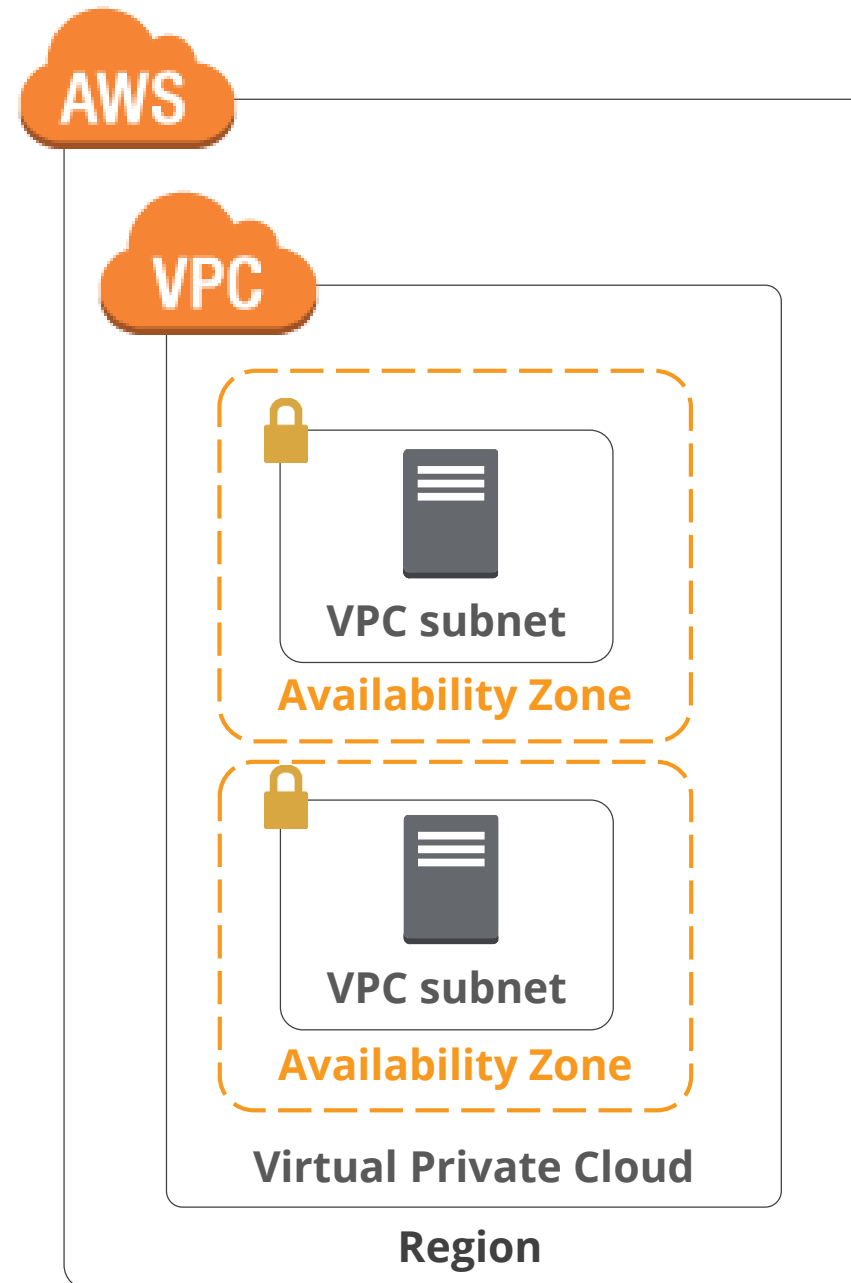 AWS
VPC
VPC subnet
Availability Zone
VPC subnet
Availability Zone
Virtual Private Cloud
Region